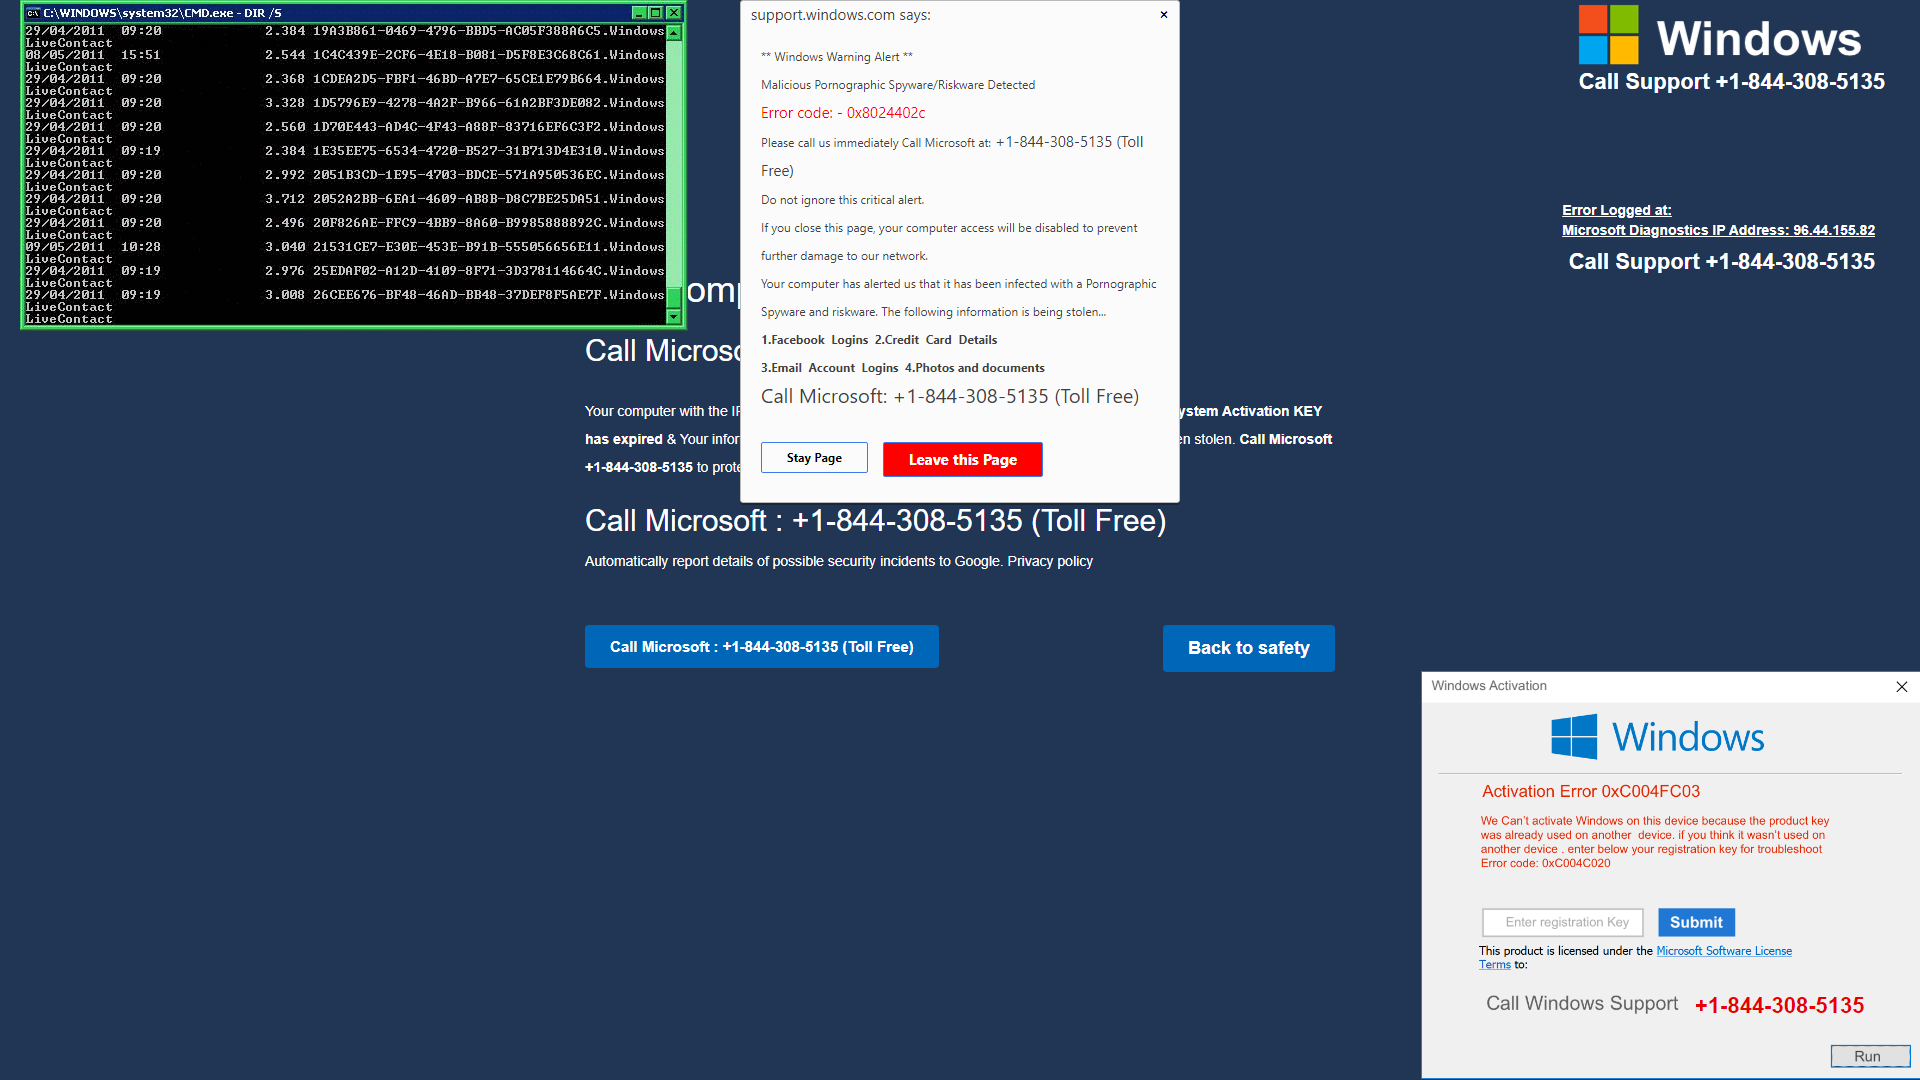 C:\WINDOWS\system32\CMD.exe - DIR /S
29/04/2011  09:20             2.384 19A3B861-0469-4796-BBD5-AC05F388A6C5.Windows
LiveContact
08/05/2011  15:51             2.544 1C4C439E-2CF6-4E18-B081-D5F8E3C68C61.Windows
LiveContact
29/04/2011  09:20             2.368 1CDEA2D5-FBF1-46BD-A7E7-65CE1E79B664.Windows
LiveContact
29/04/2011  09:20             3.328 1D5796E9-4278-4A2F-B966-61A2BF3DE082.Windows
LiveContact
29/04/2011  09:20             2.560 1D70E443-AD4C-4F43-A88F-83716EF6C3F2.Windows
LiveContact
29/04/2011  09:19             2.384 1E35EE75-6534-4720-B527-31B713D4E310.Windows
LiveContact
29/04/2011  09:20             2.992 2051B3CD-1E95-4703-BDCE-571A950536EC.Windows
LiveContact
29/04/2011  09:20             3.712 2052A2BB-6EA1-4609-AB8B-D8C7BE25DA51.Windows
LiveContact
29/04/2011  09:20             2.496 20F826AE-FFC9-4BB9-8A60-B9985888892C.Windows
LiveContact
09/05/2011  10:28             3.040 21531CE7-E30E-453E-B91B-555056656E11.Windows
LiveContact
29/04/2011  09:19             2.976 25EDAF02-A12D-4109-8F71-3D378114664C.Windows
LiveContact
29/04/2011  09:19             3.008 26CEE676-BF48-46AD-BB48-37DEF8F5AE7F.Windows
LiveContact
LiveContact
support.windows.com says:
** Windows Warning Alert **
Malicious Pornographic Spyware/Riskware Detected
Error code: - 0x8024402c
Please call us immediately Call Microsoft at: +1-844-308-5135 (Toll
Free)
Do not ignore this critical alert.
If you close this page, your computer access will be disabled to prevent
further damage to our network.
Your computer has alerted us that it has been infected with a Pornographic
Spyware and riskware. The following information is being stolen...
1.Facebook Logins 2.Credit Card Details
3.Email Account Logins 4.Photos and documents
Call Microsoft: +1-844-308-5135 (Toll Free)
Stay Page
Leave this Page
Windows
Call Support +1-844-308-5135
Error Logged at:
Microsoft Diagnostics IP Address: 96.44.155.82
Call Support +1-844-308-5135
omp
Call Microso
Your computer with the IP ystem Activation KEY
has expired & Your infor en stolen. Call Microsoft
+1-844-308-5135 to prote
Call Microsoft : +1-844-308-5135 (Toll Free)
Automatically report details of possible security incidents to Google. Privacy policy
Call Microsoft : +1-844-308-5135 (Toll Free)
Back to safety
Windows Activation
Windows
Activation Error 0xC004FC03
We Can't activate Windows on this device because the product key
was already used on another device. if you think it wasn't used on
another device . enter below your registration key for troubleshoot
Error code: 0xC004C020
Enter registration Key
Submit
This product is licensed under the Microsoft Software License
Terms to:
Call Windows Support +1-844-308-5135
Run